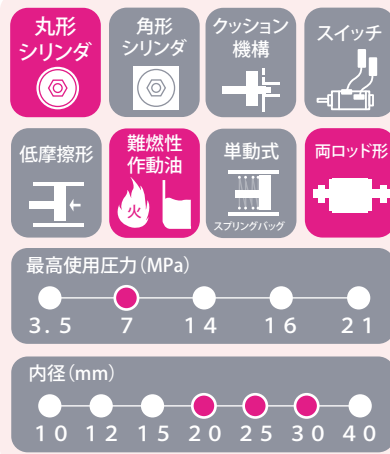 丸形
シリンダ
角形
シリンダ
クッション
機構
スイッチ
低摩擦形
難燃性
作動油
火
単動式
スプリングバッグ
両ロッド形
最高使用圧力(MPa)
3.5 7 14 16 21
内径(mm)
10 12 15 20 25 30 40